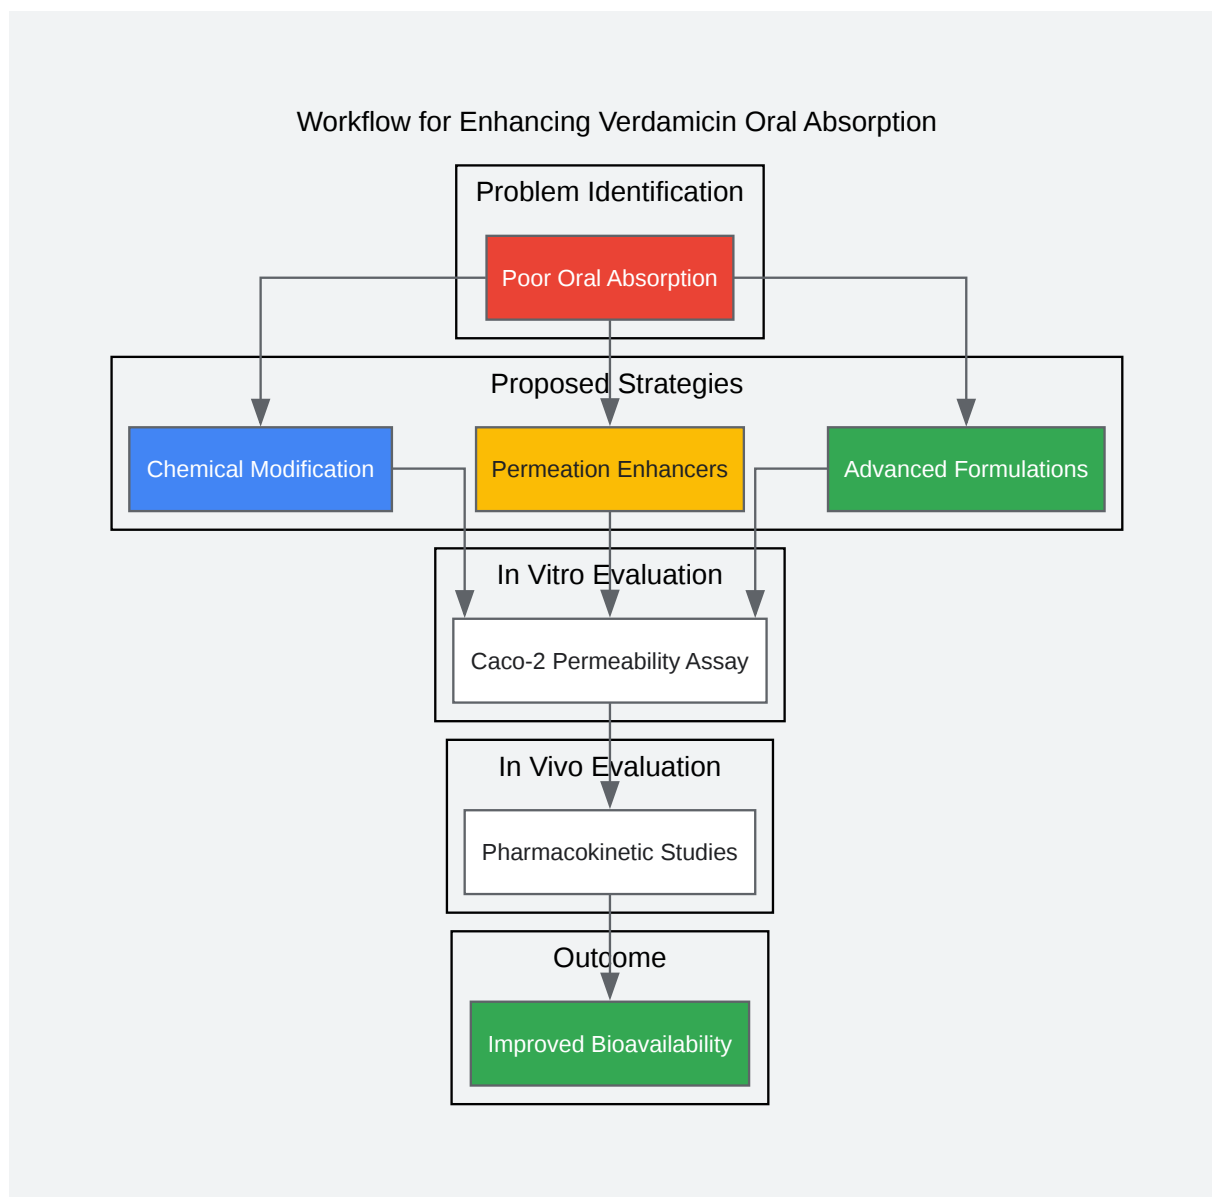 Workflow for Enhancing Verdamicin Oral Absorption
Problem Identification
Poor Oral Absorption
Proposed Strategies
Chemical Modification
Permeation Enhancers
Advanced Formulations
In Vitro Evaluation
Caco-2 Permeability Assay
In Vivo Evaluation
Pharmacokinetic Studies
Outcome
Improved Bioavailability